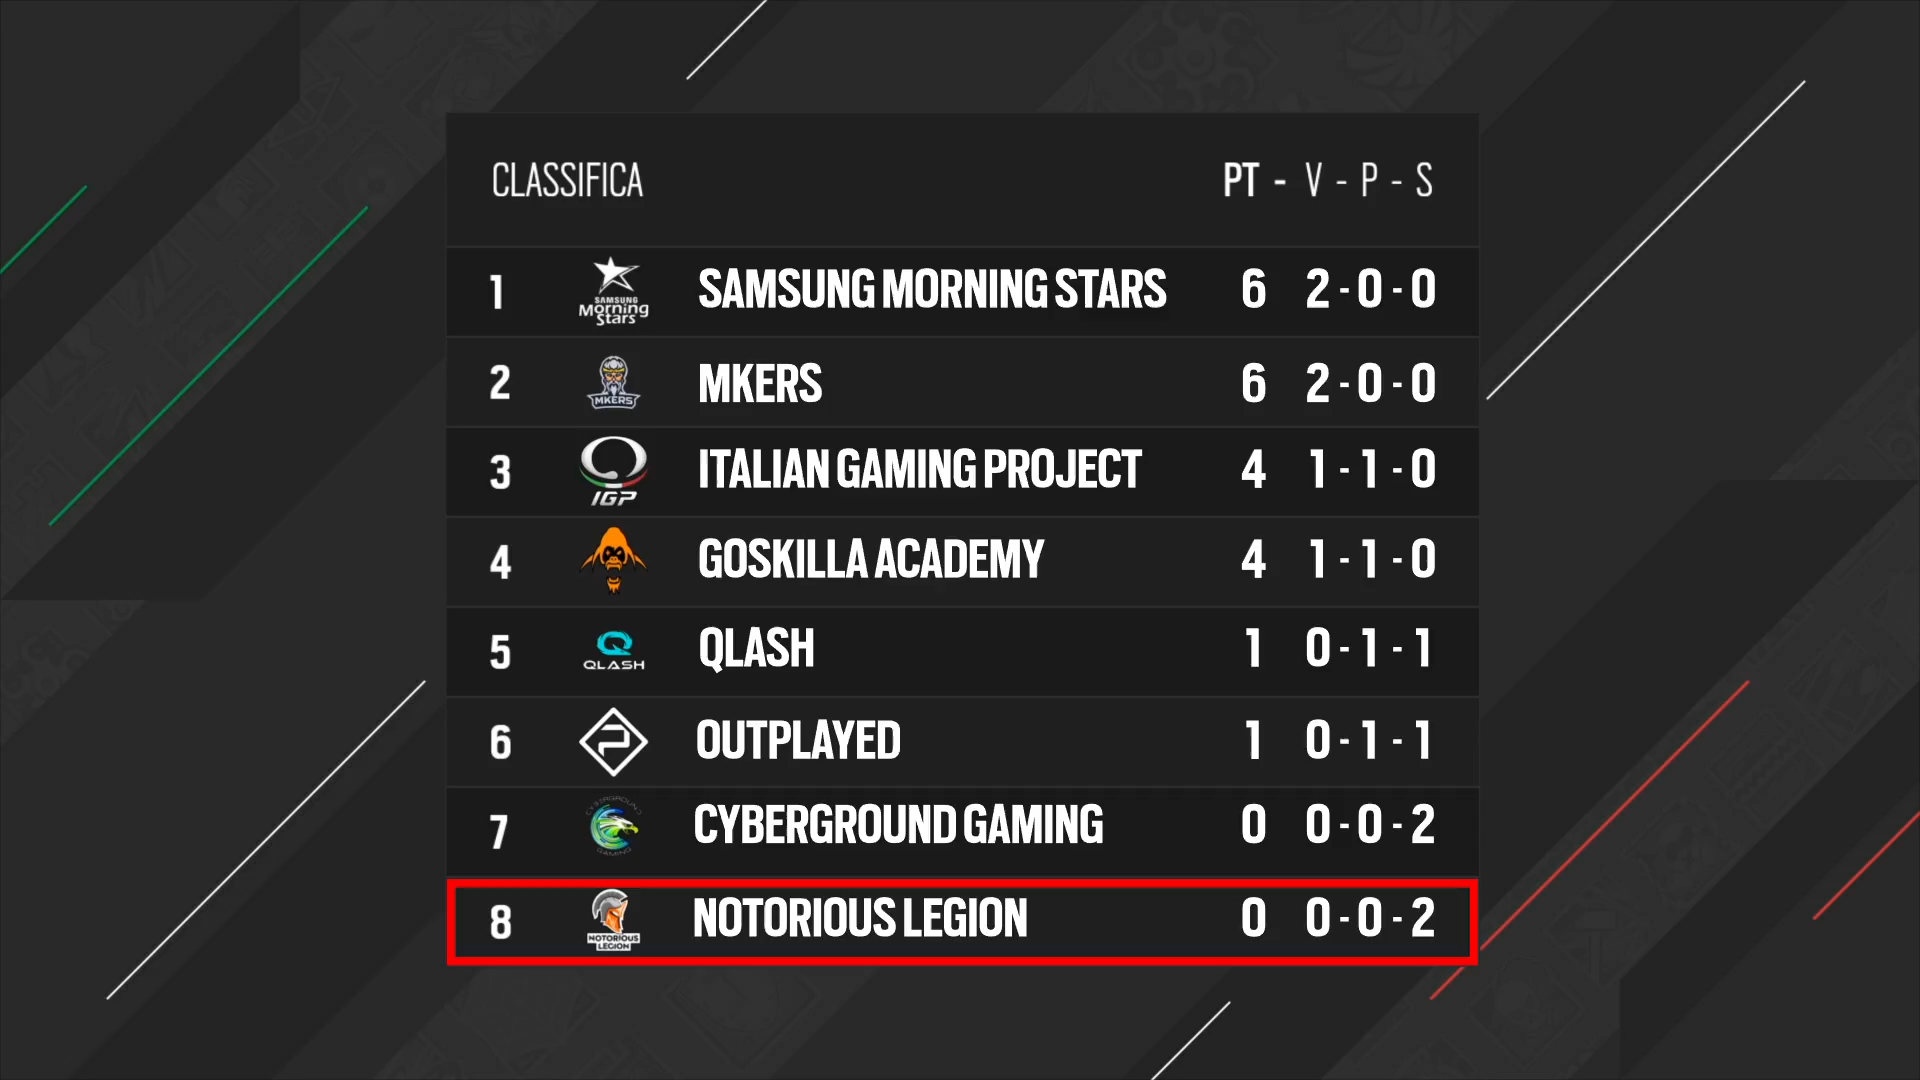 CLASSIFICA PT - V - P - S
1 SAMSUNG Morning Stars SAMSUNG MORNING STARS 6 2 - 0 - 0
2 MKERS MKERS 6 2 - 0 - 0
3 IGP ITALIAN GAMING PROJECT 4 1 - 1 - 0
4 GOSKILLA ACADEMY 4 1 - 1 - 0
5 QLASH QLASH 1 0 - 1 - 1
6 OUTPLAYED 1 0 - 1 - 1
7 CYBERGROUND GAMING CYBERGROUND GAMING 0 0 - 0 - 2
8 NOTORIOUS LEGION NOTORIOUS LEGION 0 0 - 0 - 2